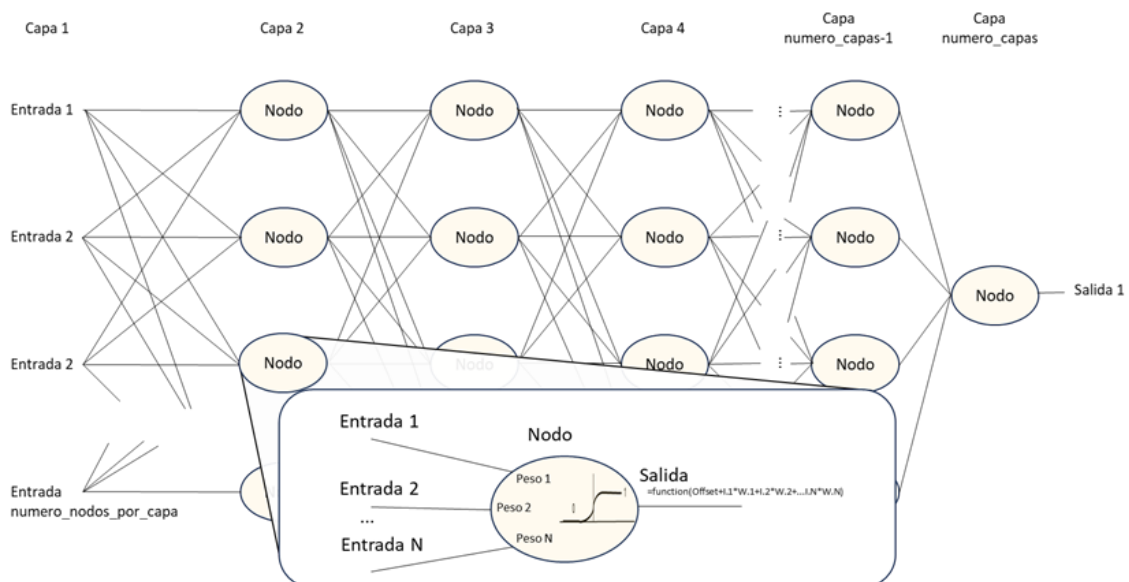 Capa 1
Capa 2
Capa 3
Capa 4
Capa
numero_capas-1
Capa
numero_capas
Entrada 1
Nodo
Nodo
Nodo
Nodo
Entrada 2
Nodo
Nodo
Nodo
Nodo
Nodo
Salida 1
Entrada 2
Nodo
Nodo
Nodo
Nodo
Entrada
numero_nodos_por_capa
Entrada 1
Nodo
Peso 1
Salida
=function(Offset+I.1*W.1+I.2*W.2+...I.N*W.N)
Entrada 2
Peso 2
...
Entrada N
Peso N